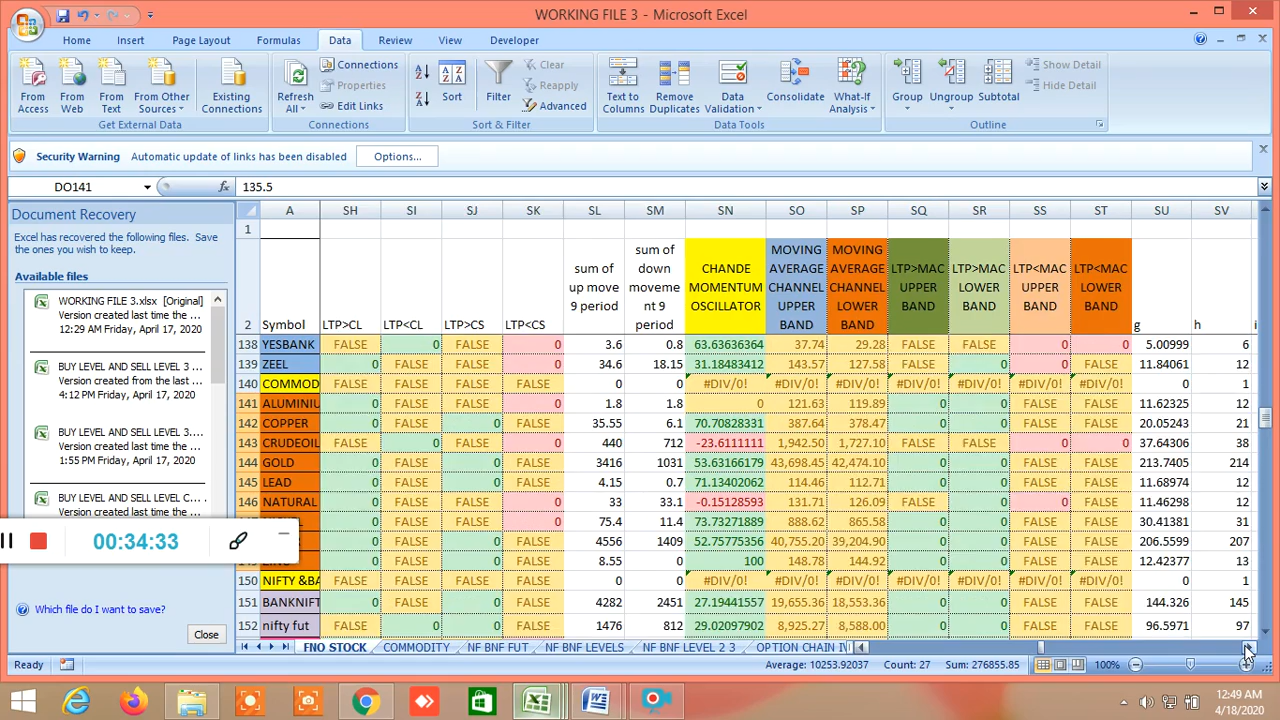 WORKING FILE 3 - Microsoft Excel
Home Insert Page Layout Formulas Data Review View Developer
From Access From Web From Text From Other Sources Existing Connections
Get External Data
Refresh All Connections Properties Edit Links
Connections
Sort Filter Clear Reapply Advanced
Sort & Filter
Text to Columns Remove Duplicates Data Validation Consolidate What-If Analysis
Data Tools
Group Ungroup Subtotal Show Detail Hide Detail
Outline
Security Warning Automatic update of links has been disabled Options...
DO141 fx 135.5
Document Recovery
Excel has recovered the following files. Save the ones you wish to keep.
Available files
WORKING FILE 3.xlsx [Original]
Version created last time the ...
12:29 AM Friday, April 17, 2020
BUY LEVEL AND SELL LEVEL 3 ...
Version created from the last ...
4:12 PM Friday, April 17, 2020
BUY LEVEL AND SELL LEVEL 3....
Version created last time the ...
1:55 PM Friday, April 17, 2020
BUY LEVEL AND SELL LEVEL C...
Version created last time the ...
00:34:33
Which file do I want to save?
Close
A SH SI SJ SK SL SM SN SO SP SQ SR SS ST SU SV
1
2 Symbol LTP>CL LTP<CL LTP>CS LTP<CS sum of up move 9 period sum of down moveme nt 9 period CHANDE MOMENTUM OSCILLATOR MOVING AVERAGE CHANNEL UPPER BAND MOVING AVERAGE CHANNEL LOWER BAND LTP>MAC UPPER BAND LTP>MAC LOWER BAND LTP<MAC UPPER BAND LTP<MAC LOWER BAND g h i
138 YESBANK FALSE 0 FALSE 0 3.6 0.8 63.63636364 37.74 29.28 FALSE FALSE 0 0 5.00999 6
139 ZEEL 0 FALSE FALSE 0 34.6 18.15 31.18483412 143.57 127.58 FALSE 0 0 FALSE 11.84061 12
140 COMMOD FALSE FALSE FALSE FALSE 0 0 #DIV/0! #DIV/0! #DIV/0! #DIV/0! #DIV/0! #DIV/0! #DIV/0! 0 1
141 ALUMINIU 0 FALSE FALSE 0 1.8 1.8 0 121.63 119.89 0 0 FALSE FALSE 11.62325 12
142 COPPER 0 FALSE 0 FALSE 35.55 6.1 70.70828331 387.64 378.47 0 0 FALSE FALSE 20.05243 21
143 CRUDEOIL FALSE 0 FALSE 0 440 712 -23.6111111 1,942.50 1,727.10 FALSE FALSE 0 0 37.64306 38
144 GOLD 0 FALSE 0 FALSE 3416 1031 53.63166179 43,698.45 42,474.10 0 0 FALSE FALSE 213.7405 214
145 LEAD 0 FALSE 0 FALSE 4.15 0.7 71.13402062 114.46 112.71 0 0 FALSE FALSE 11.68974 12
146 NATURAL 0 FALSE FALSE 0 33 33.1 -0.15128593 131.71 126.09 FALSE 0 0 FALSE 11.46298 12
0 FALSE FALSE 0 75.4 11.4 73.73271889 888.62 865.58 0 0 FALSE FALSE 30.41381 31
0 FALSE 0 FALSE 4556 1409 52.75775356 40,755.20 39,204.90 0 0 FALSE FALSE 206.5599 207
0 FALSE 0 FALSE 8.55 0 100 148.78 144.92 0 0 FALSE FALSE 12.42377 13
150 NIFTY &BA FALSE FALSE FALSE FALSE 0 0 #DIV/0! #DIV/0! #DIV/0! #DIV/0! #DIV/0! #DIV/0! #DIV/0! 0 1
151 BANKNIFT 0 FALSE 0 FALSE 4282 2451 27.19441557 19,655.36 18,553.36 0 0 FALSE FALSE 144.326 145
152 nifty fut FALSE FALSE 0 FALSE 1476 812 29.02097902 8,925.27 8,588.00 0 0 FALSE FALSE 96.5971 97
FNO STOCK COMMODITY NF BNF FUT NF BNF LEVELS NF BNF LEVEL 2 3 OPTION CHAIN IV
Ready Average: 10253.92037 Count: 27 Sum: 276855.85 100%
12:49 AM
4/18/2020